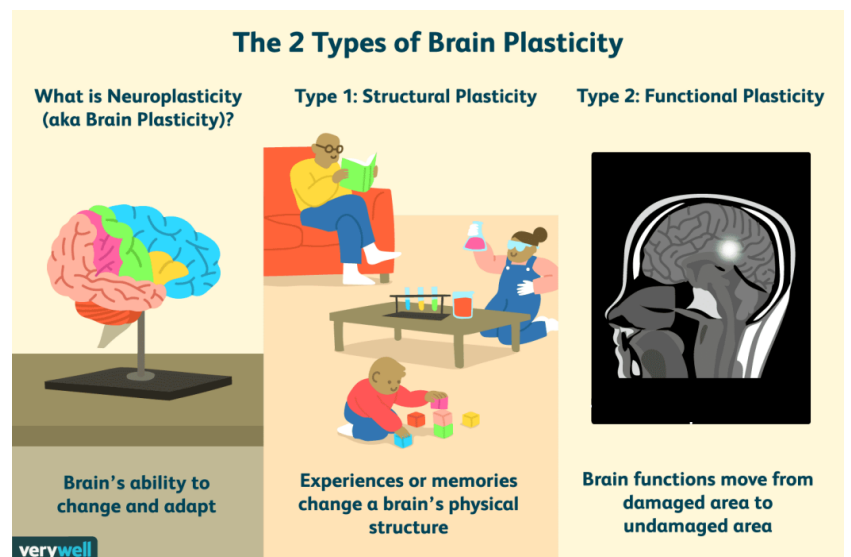 The 2 Types of Brain Plasticity
What is Neuroplasticity
(aka Brain Plasticity)?
Brain's ability to
change and adapt
Type 1: Structural Plasticity
Experiences or memories
change a brain's physical
structure
Type 2: Functional Plasticity
Brain functions move from
damaged area to
undamaged area
verywell